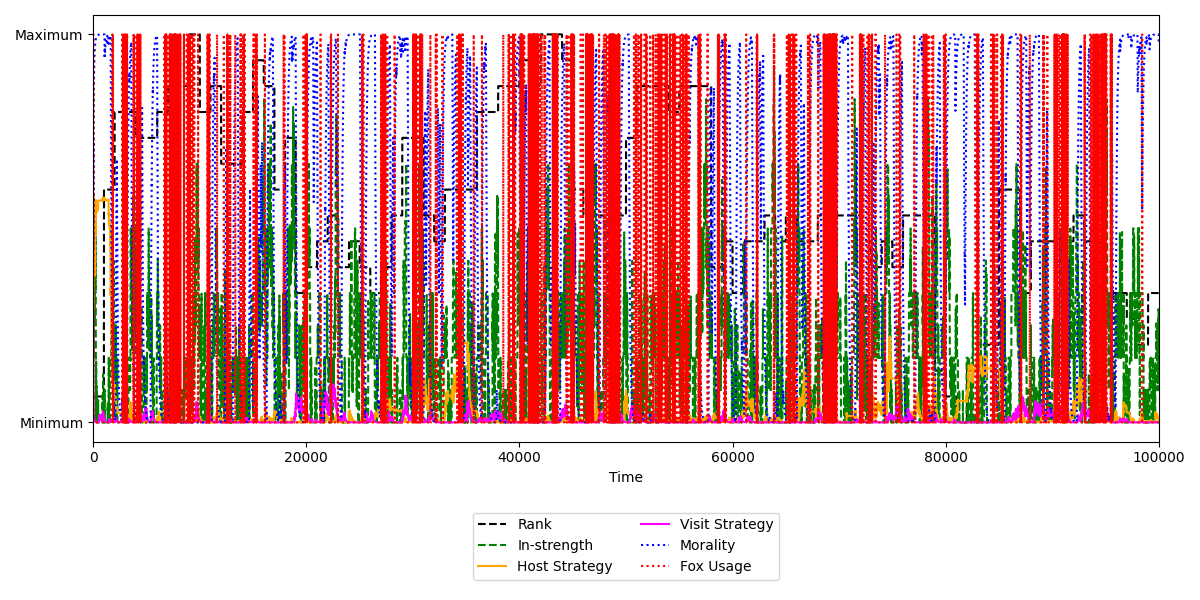 Maximum
Minimum
0 20000 40000 60000 80000 100000
Time
Rank Visit Strategy
In-strength Morality
Host Strategy Fox Usage